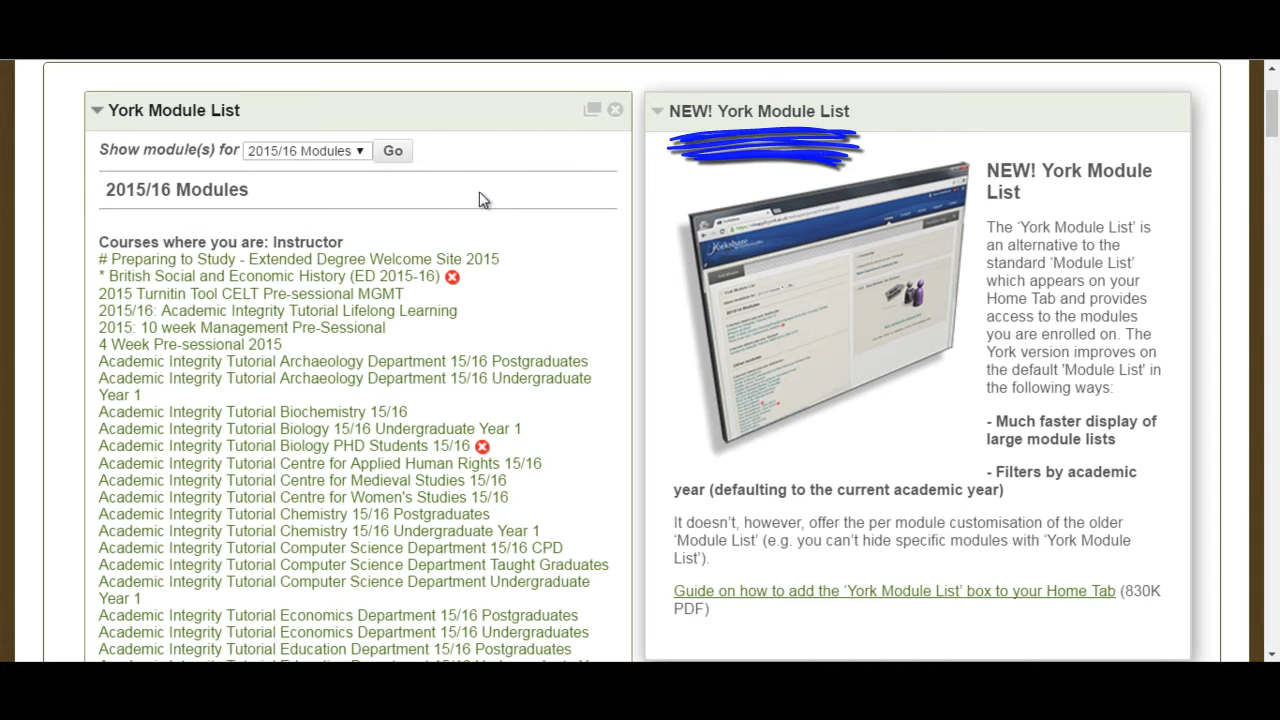 York Module List
Show module(s) for 2015/16 Modules Go
2015/16 Modules
Courses where you are: Instructor
# Preparing to Study - Extended Degree Welcome Site 2015
* British Social and Economic History (ED 2015-16)
2015 Turnitin Tool CELT Pre-sessional MGMT
2015/16: Academic Integrity Tutorial Lifelong Learning
2015: 10 week Management Pre-Sessional
4 Week Pre-sessional 2015
Academic Integrity Tutorial Archaeology Department 15/16 Postgraduates
Academic Integrity Tutorial Archaeology Department 15/16 Undergraduate
Year 1
Academic Integrity Tutorial Biochemistry 15/16
Academic Integrity Tutorial Biology 15/16 Undergraduate Year 1
Academic Integrity Tutorial Biology PHD Students 15/16
Academic Integrity Tutorial Centre for Applied Human Rights 15/16
Academic Integrity Tutorial Centre for Medieval Studies 15/16
Academic Integrity Tutorial Centre for Women's Studies 15/16
Academic Integrity Tutorial Chemistry 15/16 Postgraduates
Academic Integrity Tutorial Chemistry 15/16 Undergraduate Year 1
Academic Integrity Tutorial Computer Science Department 15/16 CPD
Academic Integrity Tutorial Computer Science Department Taught Graduates
Academic Integrity Tutorial Computer Science Department Undergraduate
Year 1
Academic Integrity Tutorial Economics Department 15/16 Postgraduates
Academic Integrity Tutorial Economics Department 15/16 Undergraduates
Academic Integrity Tutorial Education Department 15/16 Postgraduates
NEW! York Module List
NEW! York Module
List
The ‘York Module List’ is
an alternative to the
standard ‘Module List’
which appears on your
Home Tab and provides
access to the modules
you are enrolled on. The
York version improves on
the default 'Module List' in
the following ways:
- Much faster display of
large module lists
- Filters by academic
year (defaulting to the current academic year)
It doesn’t, however, offer the per module customisation of the older
‘Module List’ (e.g. you can’t hide specific modules with ‘York Module
List’).
Guide on how to add the ‘York Module List’ box to your Home Tab (830K
PDF)